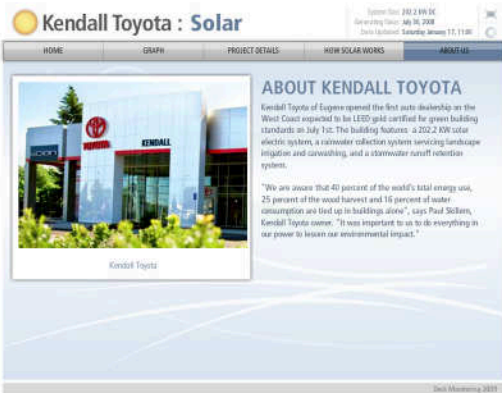 Kendall Toyota : Solar
System Size: 202.2 kW DC
Generating Since: July 30, 2008
Data Updated: Saturday January 17, 11:00
HOME
GRAPH
PROJECT DETAILS
HOW SOLAR WORKS
ABOUT US
ABOUT KENDALL TOYOTA
Kendall Toyota of Eugene opened the first auto dealership on the
West Coast expected to be LEED gold certified for green building
standards on July 1st. The building features a 202.2 KW solar
electric system, a rainwater collection system servicing landscape
irrigation and carwashing, and a stormwater runoff retention
system.
"We are aware that 40 percent of the world's total energy use,
25 percent of the wood harvest and 16 percent of water
consumption are tied up in buildings alone", says Paul Skillern,
Kendall Toyota owner. "It was important to us to do everything in
our power to lessen our environmental impact."
TOYOTA
KENDALL
scion
Kendall Toyota
Deck Monitoring 2009